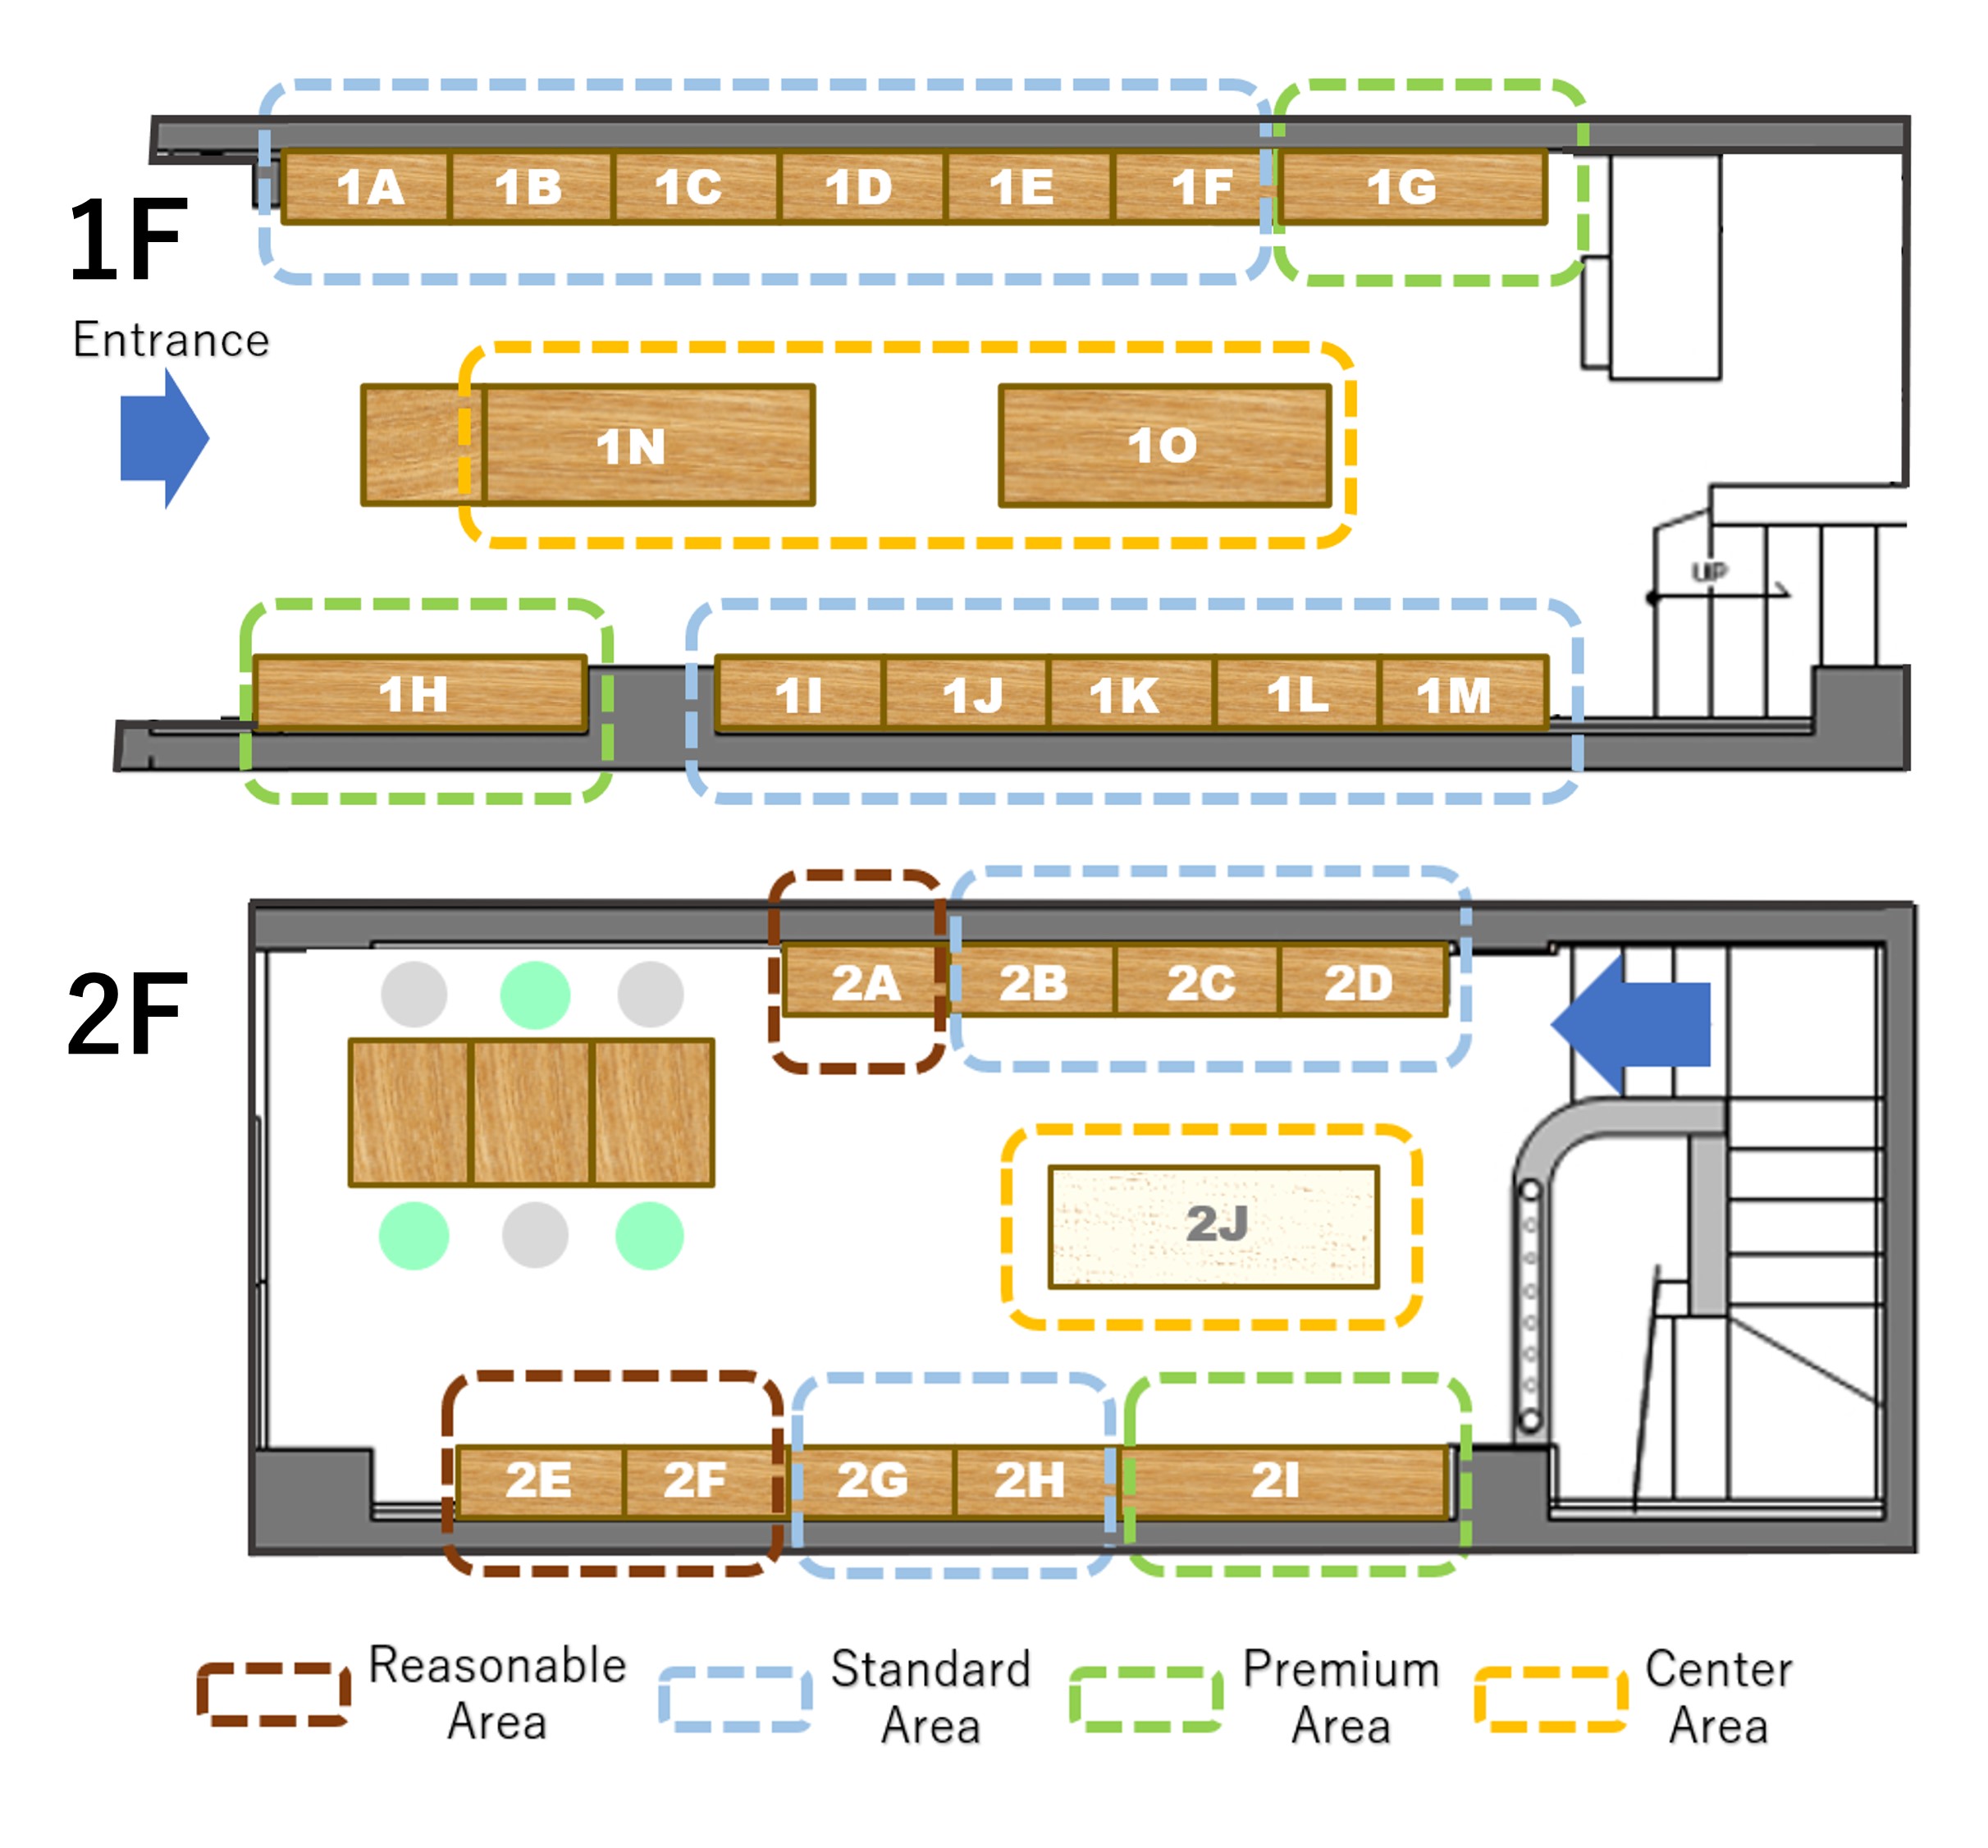 1A 1B 1C 1D 1E 1F 1G
1F
Entrance
1N 1O
UP
1H 1I 1J 1K 1L 1M
2A 2B 2C 2D
2F
2J
2E 2F 2G 2H 2I
Reasonable
Area
Standard
Area
Premium
Area
Center
Area